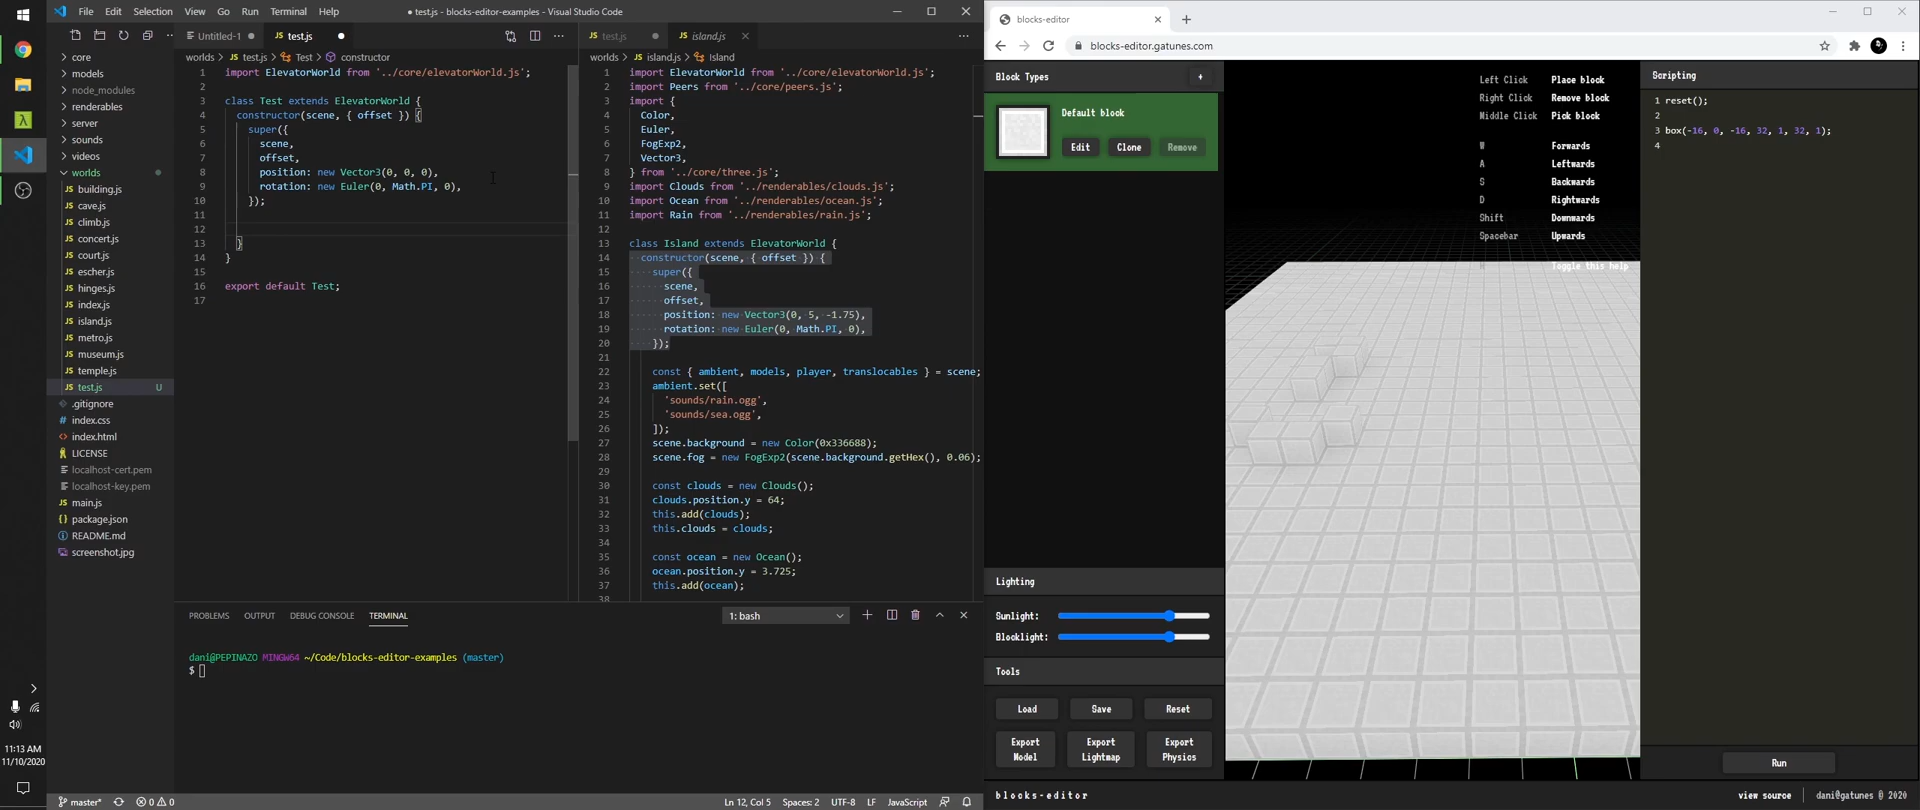 File Edit Selection View Go Run Terminal Help
● test.js - blocks-editor-examples - Visual Studio Code
core
models
node_modules
renderables
server
sounds
videos
worlds
JS building.js
JS cave.js
JS climb.js
JS concert.js
JS court.js
JS escher.js
JS hinges.js
JS index.js
JS island.js
JS metro.js
JS museum.js
JS temple.js
JS test.js U
.gitignore
# index.css
<> index.html
LICENSE
localhost-cert.pem
localhost-key.pem
JS main.js
{} package.json
README.md
screenshot.jpg
11:13 AM
11/10/2020
Untitled-1 ●
JS test.js ●
worlds > JS test.js > Test > constructor
1 import ElevatorWorld from '../core/elevatorWorld.js';
2
3 class Test extends ElevatorWorld {
4 constructor(scene, { offset }) {
5 super({
6 scene,
7 offset,
8 position: new Vector3(0, 0, 0),
9 rotation: new Euler(0, Math.PI, 0),
10 });
11
12
13 }
14 }
15
16 export default Test;
17
JS test.js ●
JS island.js
worlds > JS island.js > Island
1 import ElevatorWorld from '../core/elevatorWorld.js';
2 import Peers from '../core/peers.js';
3 import {
4 Color,
5 Euler,
6 FogExp2,
7 Vector3,
8 } from '../core/three.js';
9 import Clouds from '../renderables/clouds.js';
10 import Ocean from '../renderables/ocean.js';
11 import Rain from '../renderables/rain.js';
12
13 class Island extends ElevatorWorld {
14 constructor(scene, { offset }) {
15 super({
16 scene,
17 offset,
18 position: new Vector3(0, 5, -1.75),
19 rotation: new Euler(0, Math.PI, 0),
20 });
21
22 const { ambient, models, player, translocables } = scene;
23 ambient.set([
24 'sounds/rain.ogg',
25 'sounds/sea.ogg',
26 ]);
27 scene.background = new Color(0x336688);
28 scene.fog = new FogExp2(scene.background.getHex(), 0.06);
29
30 const clouds = new Clouds();
31 clouds.position.y = 64;
32 this.add(clouds);
33 this.clouds = clouds;
34
35 const ocean = new Ocean();
36 ocean.position.y = 3.725;
37 this.add(ocean);
38
PROBLEMS OUTPUT DEBUG CONSOLE TERMINAL
1: bash
dani@PEPINAZO MINGW64 ~/Code/blocks-editor-examples (master)
$
master* 0 0
Ln 12, Col 5 Spaces: 2 UTF-8 LF JavaScript
blocks-editor
blocks-editor.gatunes.com
Block Types +
Default block
Edit Clone Remove
Lighting
Sunlight:
Blocklight:
Tools
Load Save Reset
Export Model
Export Lightmap
Export Physics
Left Click Place block
Right Click Remove block
Middle Click Pick block
W Forwards
A Leftwards
S Backwards
D Rightwards
Shift Downwards
Spacebar Upwards
H Toggle this help
Scripting
1 reset();
2
3 box(-16, 0, -16, 32, 1, 32, 1);
4
Run
blocks-editor
view source
dani@gatunes @ 2020